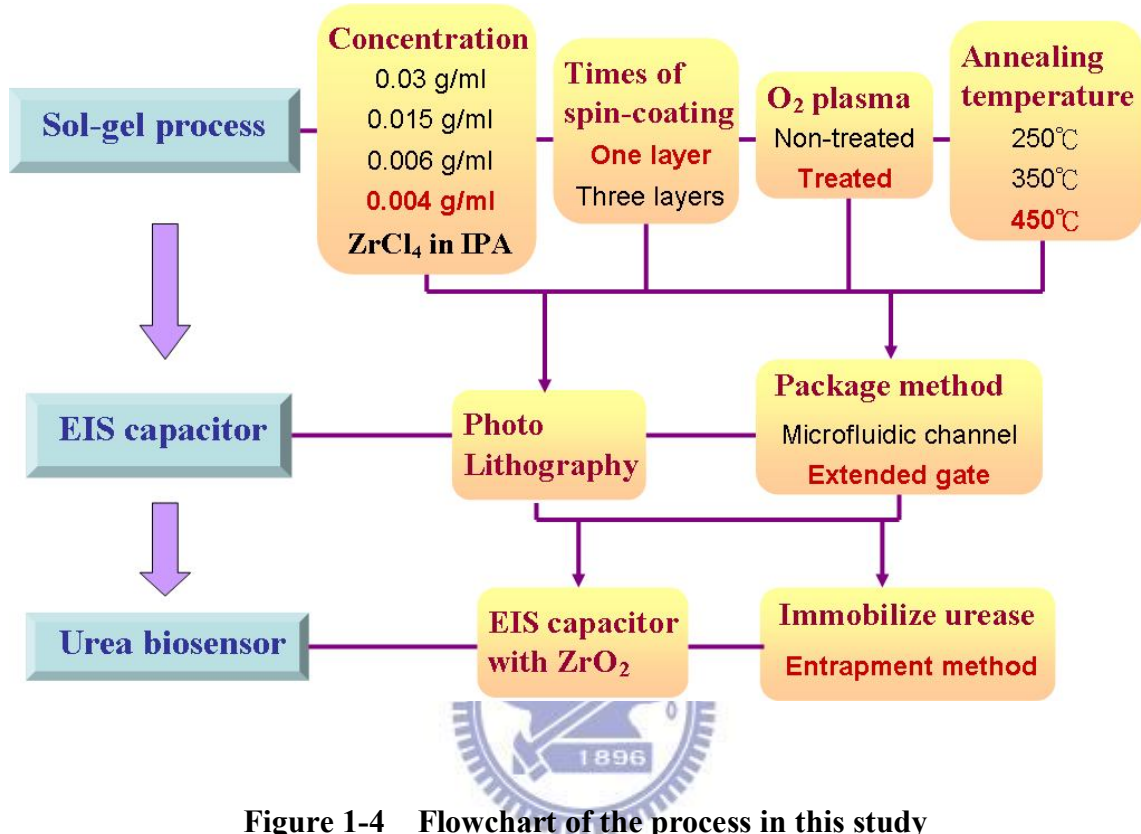 Sol-gel process
Concentration
0.03 g/ml
0.015 g/ml
0.006 g/ml
0.004 g/ml
ZrCl₄ in IPA
Times of
spin-coating
One layer
Three layers
O₂ plasma
Non-treated
Treated
Annealing
temperature
250℃
350℃
450℃
EIS capacitor
Photo
Lithography
Package method
Microfluidic channel
Extended gate
Urea biosensor
EIS capacitor
with ZrO₂
Immobilize urease
Entrapment method
1896
Figure 1-4 Flowchart of the process in this study